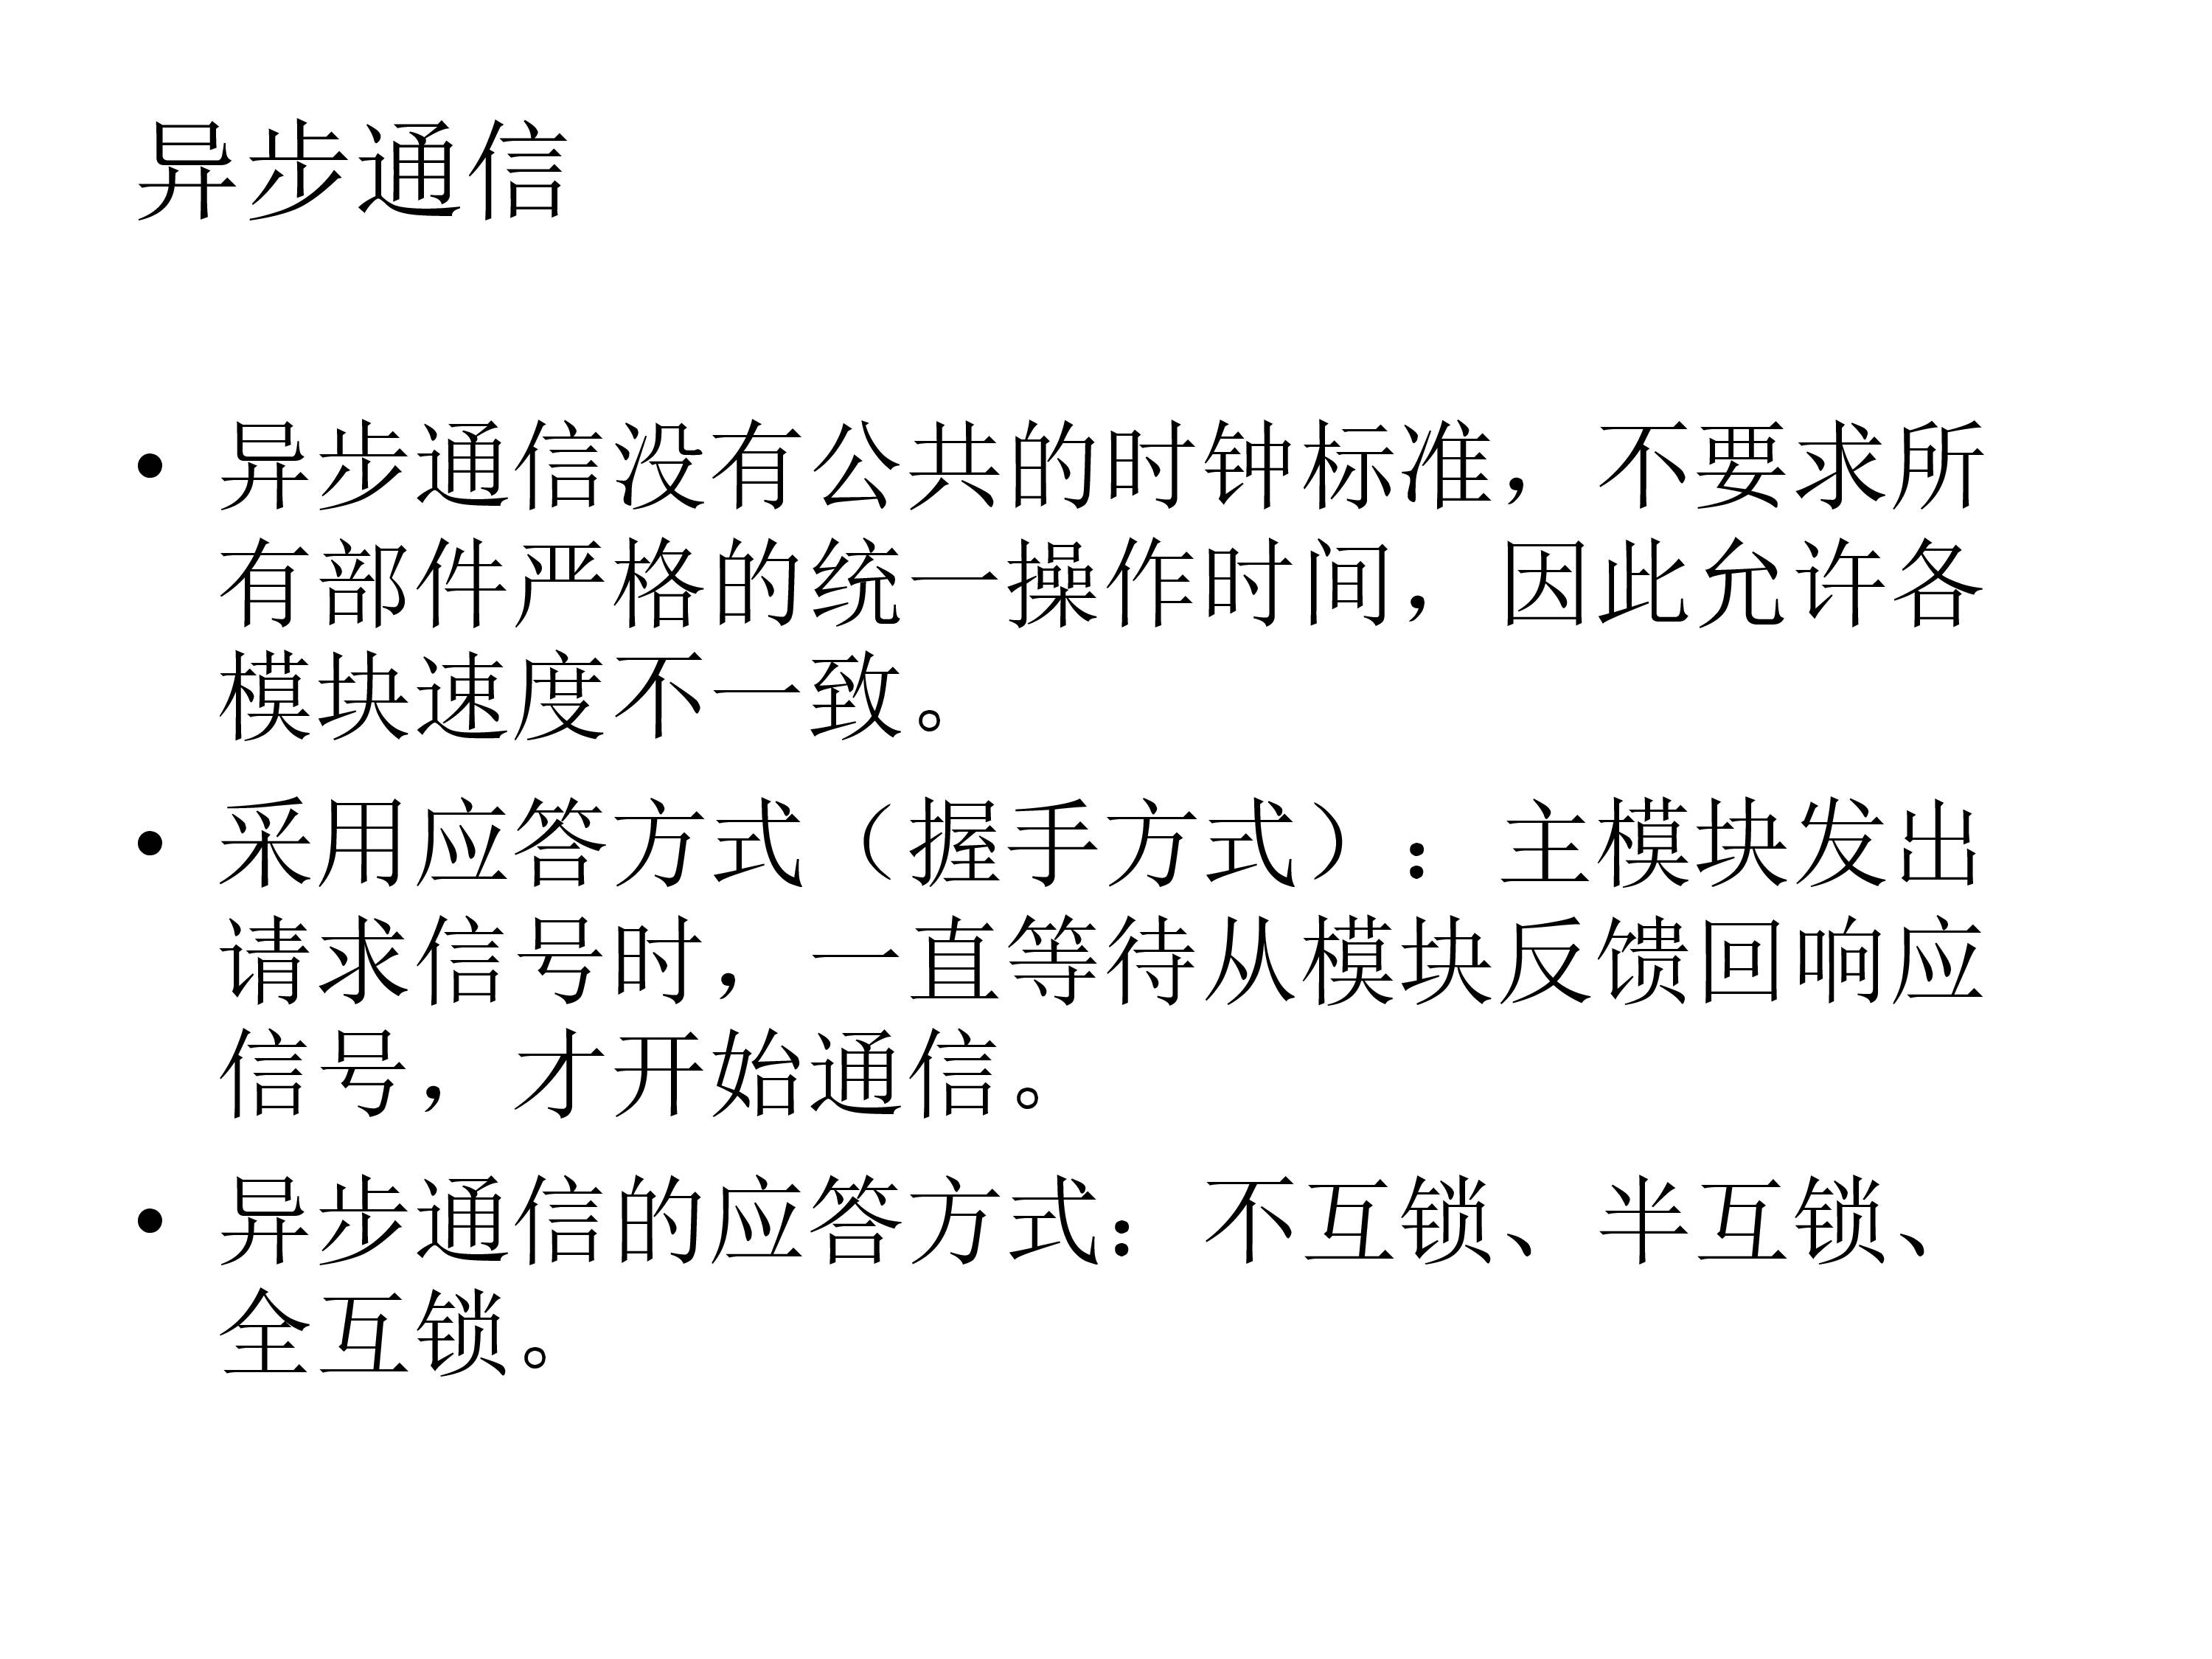 异步通信
• 异步通信没有公共的时钟标准，不要求所
有部件严格的统一操作时间，因此允许各
模块速度不一致。
• 采用应答方式（握手方式）：主模块发出
请求信号时，一直等待从模块反馈回响应
信号，才开始通信。
• 异步通信的应答方式：不互锁、半互锁、
全互锁。